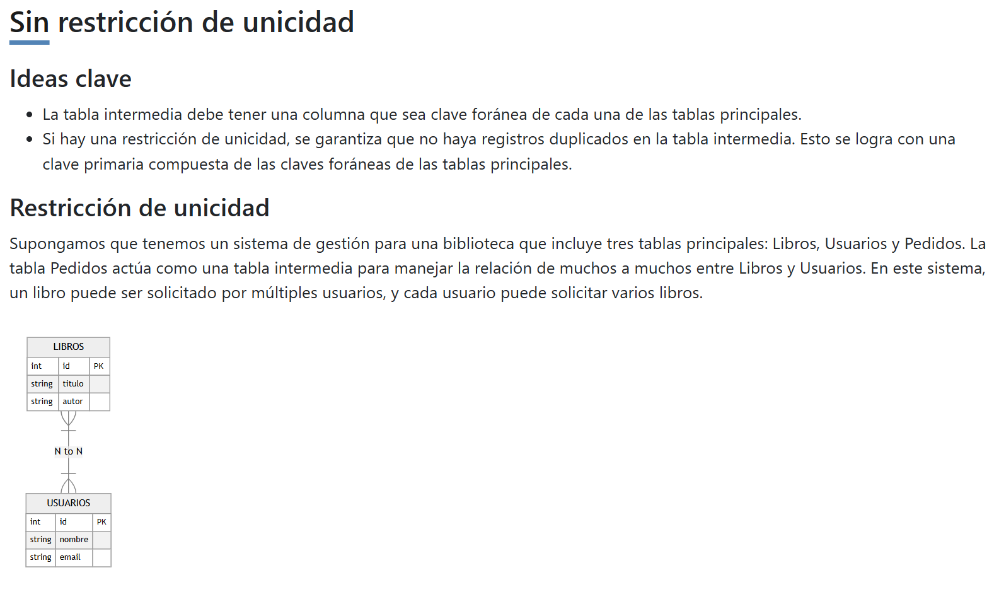 Sin restricción de unicidad
Ideas clave
• La tabla intermedia debe tener una columna que sea clave foránea de cada una de las tablas principales.
• Si hay una restricción de unicidad, se garantiza que no haya registros duplicados en la tabla intermedia. Esto se logra con una
clave primaria compuesta de las claves foráneas de las tablas principales.
Restricción de unicidad
Supongamos que tenemos un sistema de gestión para una biblioteca que incluye tres tablas principales: Libros, Usuarios y Pedidos. La
tabla Pedidos actúa como una tabla intermedia para manejar la relación de muchos a muchos entre Libros y Usuarios. En este sistema,
un libro puede ser solicitado por múltiples usuarios, y cada usuario puede solicitar varios libros.
LIBROS
int id PK
string titulo
string autor
N to N
USUARIOS
int id PK
string nombre
string email